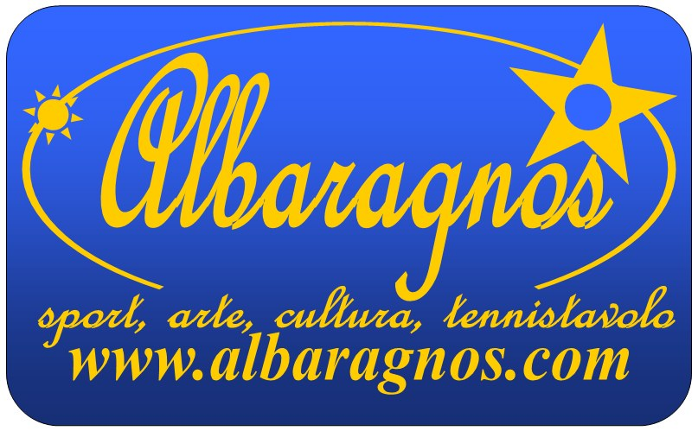 Albaragnos
sport, arte, cultura, tennistavolo
www.albaragnos.com